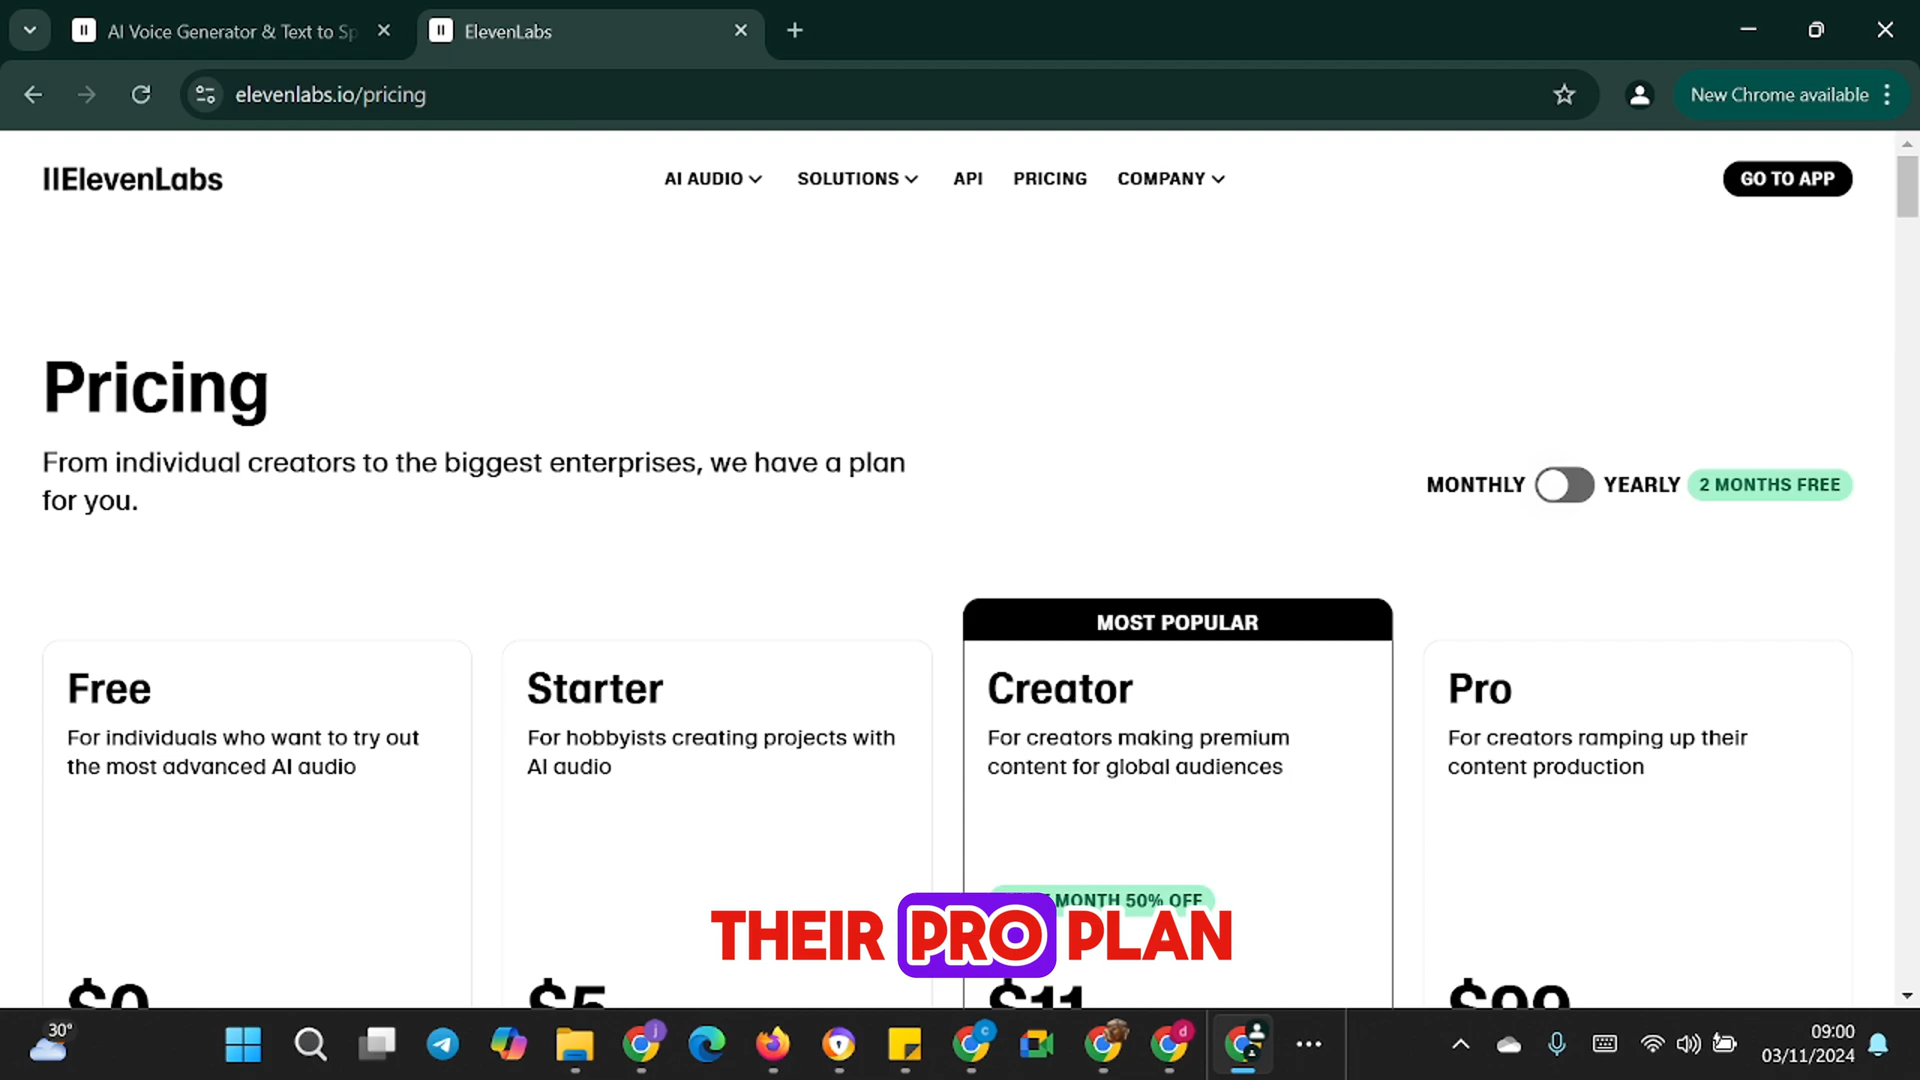 AI Voice Generator & Text to Sp
ElevenLabs
elevenlabs.io/pricing
New Chrome available
IIElevenLabs
AI AUDIO
SOLUTIONS
API
PRICING
COMPANY
GO TO APP
Pricing
From individual creators to the biggest enterprises, we have a plan
for you.
MONTHLY
YEARLY
2 MONTHS FREE
MOST POPULAR
Free
For individuals who want to try out
the most advanced AI audio
$0
Starter
For hobbyists creating projects with
AI audio
$5
Creator
For creators making premium
content for global audiences
MONTH 50% OFF
$11
Pro
For creators ramping up their
content production
$99
THEIR PRO PLAN
30°
j
c
d
09:00
03/11/2024